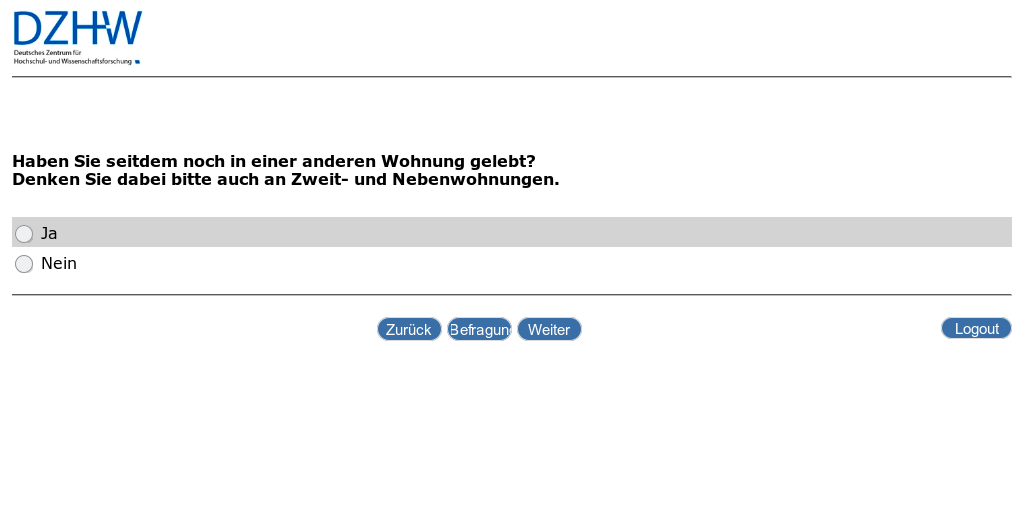 DZHW
Deutsches Zentrum für
Hochschul- und Wissenschaftsforschung
Haben Sie seitdem noch in einer anderen Wohnung gelebt?
Denken Sie dabei bitte auch an Zweit- und Nebenwohnungen.
Ja
Nein
Zurück Befragung Weiter Logout